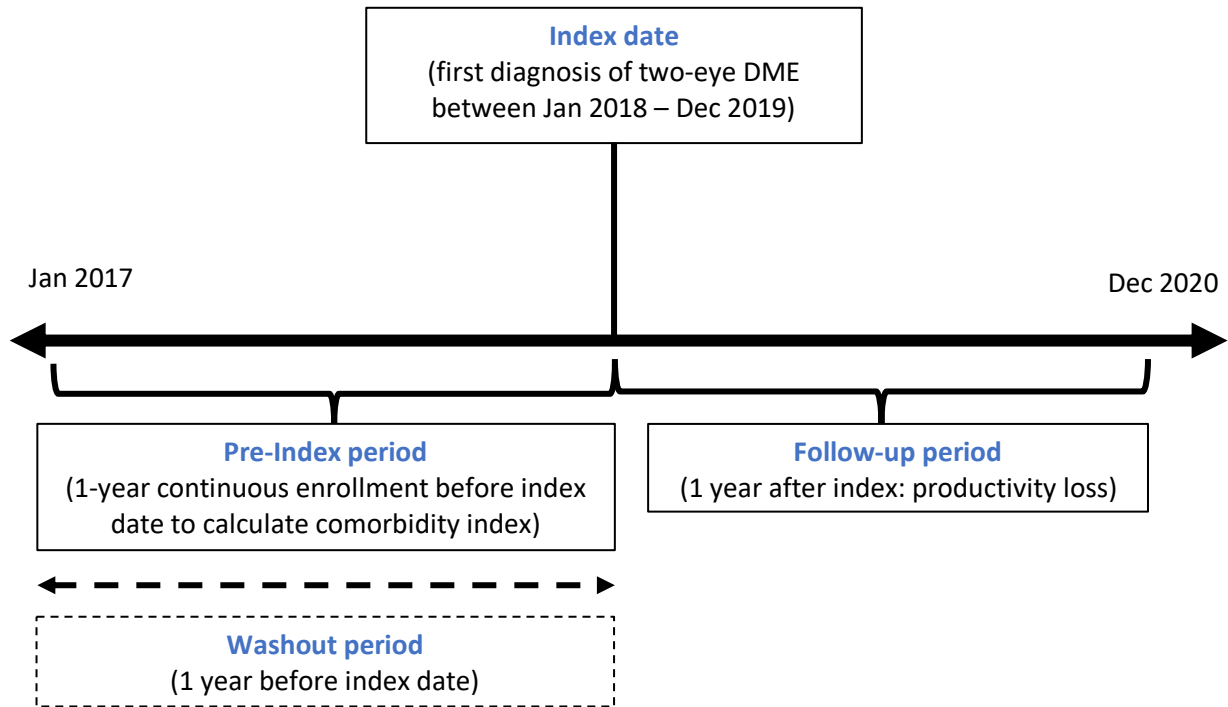 Index date
(first diagnosis of two-eye DME
between Jan 2018 – Dec 2019)
Jan 2017
Dec 2020
Pre-Index period
(1-year continuous enrollment before index
date to calculate comorbidity index)
Follow-up period
(1 year after index: productivity loss)
Washout period
(1 year before index date)